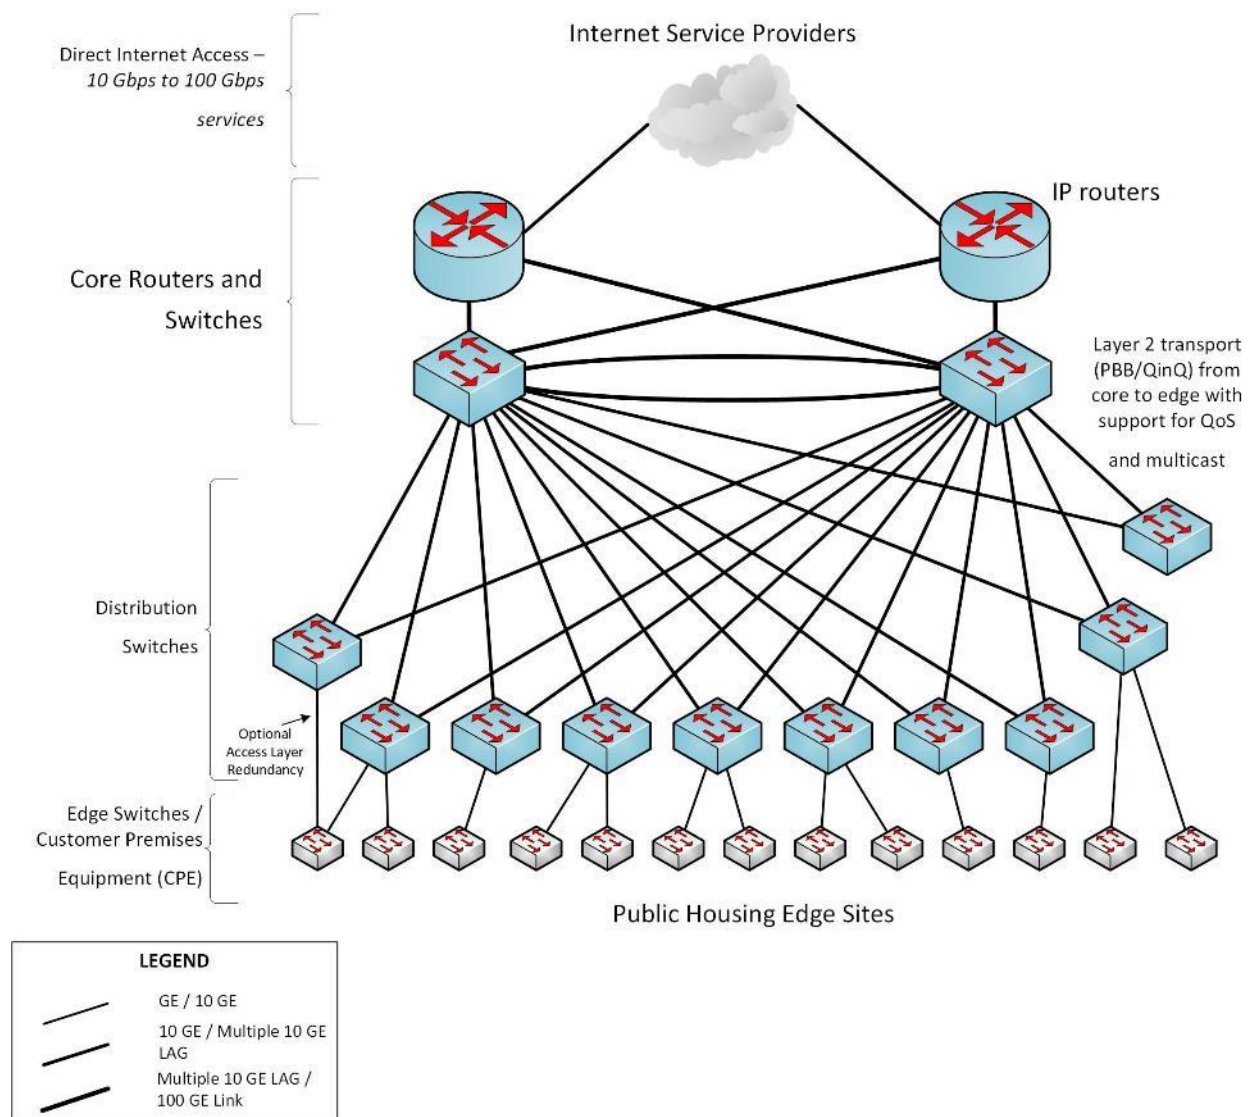 Internet Service Providers
Direct Internet Access –
10 Gbps to 100 Gbps
services
IP routers
Core Routers and
Switches
Layer 2 transport
(PBB/QinQ) from
core to edge with
support for QoS
and multicast
Distribution
Switches
Optional
Access Layer
Redundancy
Edge Switches /
Customer Premises
Equipment (CPE)
Public Housing Edge Sites
LEGEND
GE / 10 GE
10 GE / Multiple 10 GE
LAG
Multiple 10 GE LAG /
100 GE Link